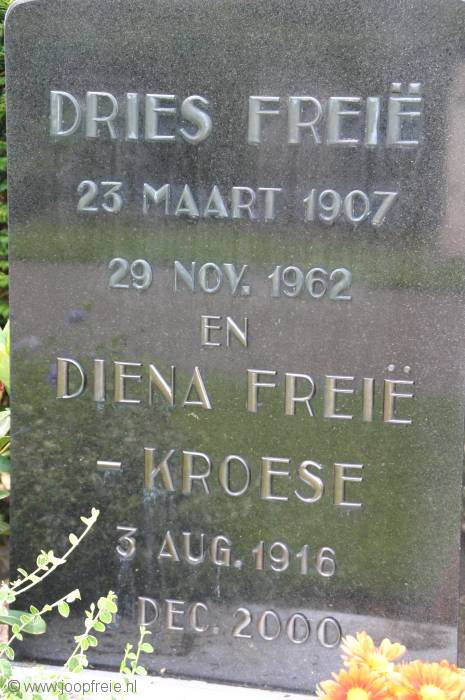 DRIES FREIË
23 MAART 1907
29 NOV. 1962
EN
DIENA FREIË
– KROESE
3 AUG. 1916
DEC. 2000
© www.joopfreie.nl